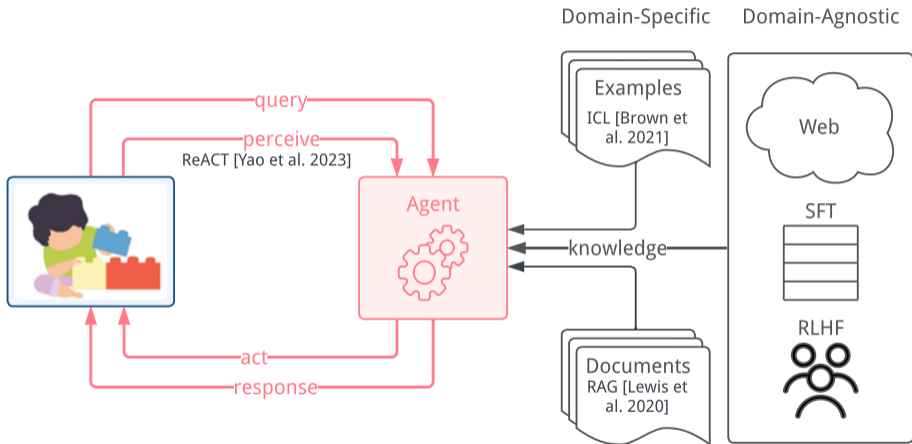 Domain-Specific
Domain-Agnostic
query
perceive
ReACT [Yao et al. 2023]
Agent
act
response
Examples
ICL [Brown et
al. 2021]
knowledge
Documents
RAG [Lewis et
al. 2020]
Web
SFT
RLHF